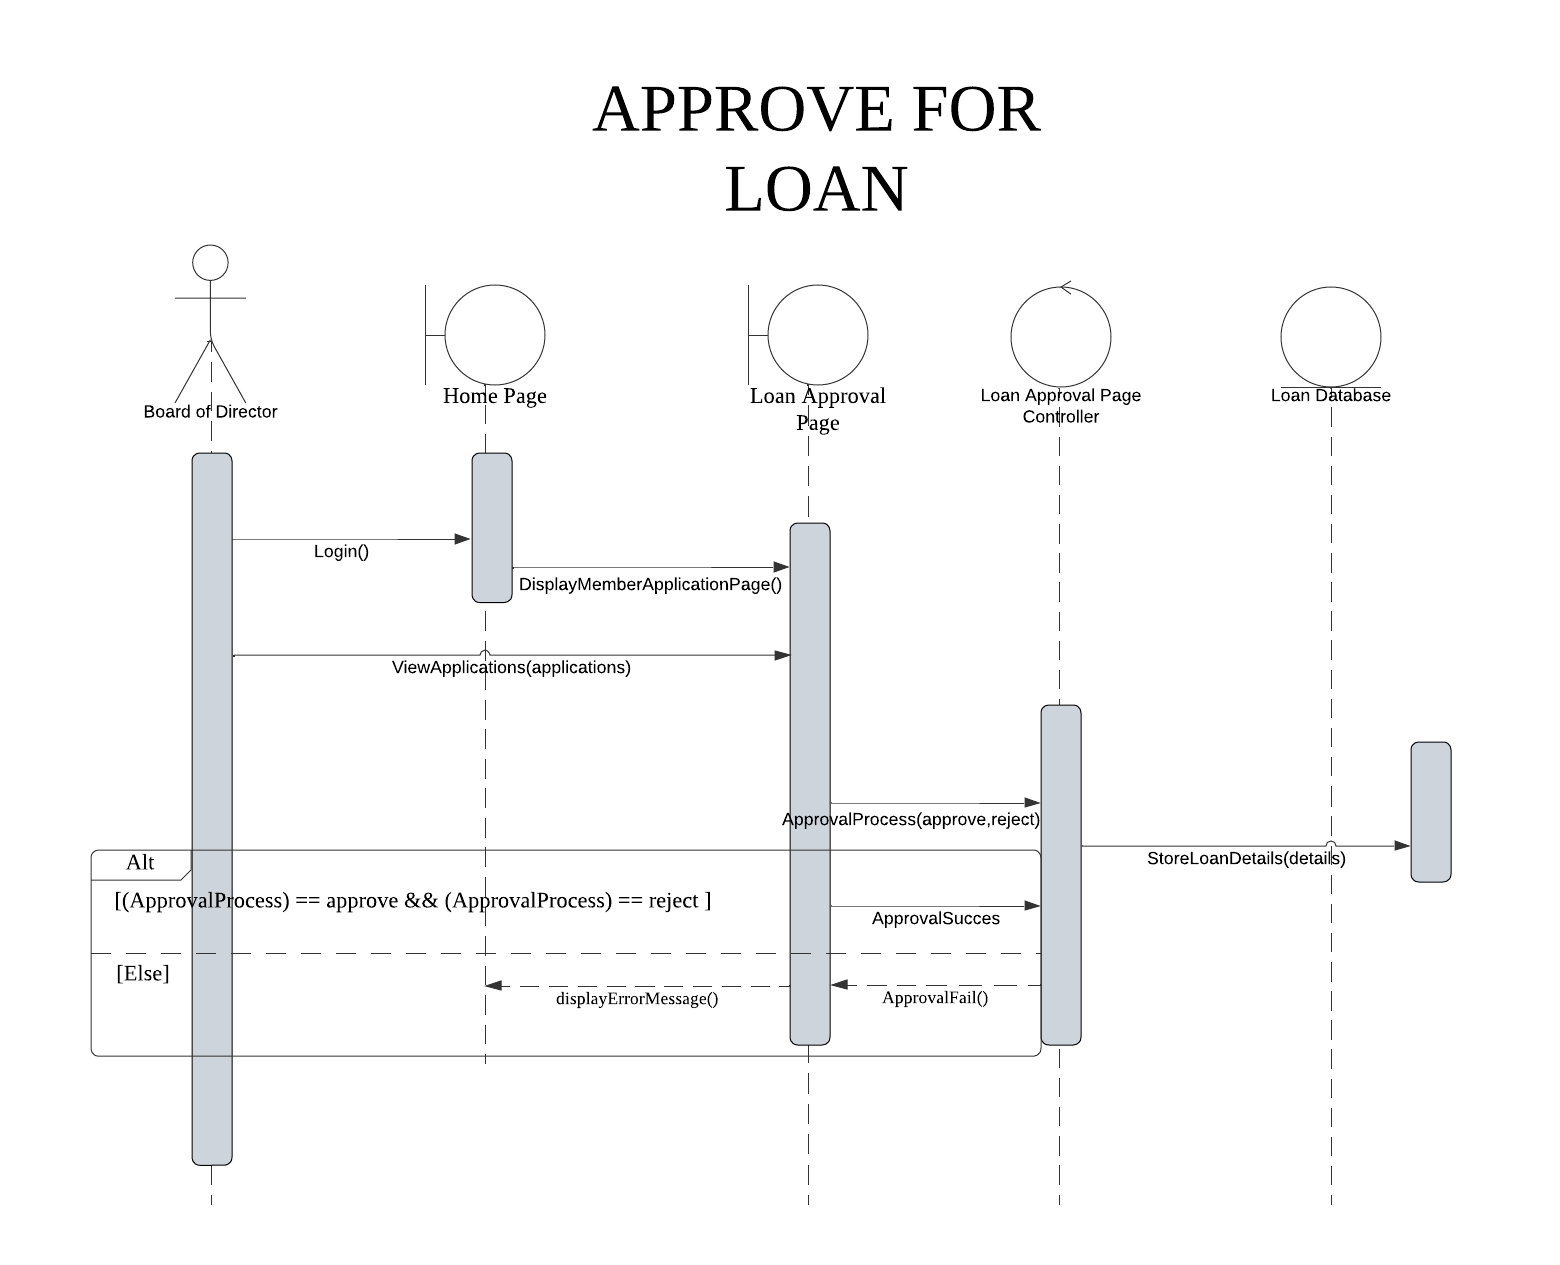 APPROVE FOR
LOAN
Board of Director
Home Page
Loan Approval
Page
Loan Approval Page
Controller
Loan Database
Login()
DisplayMemberApplicationPage()
ViewApplications(applications)
ApprovalProcess(approve,reject)
StoreLoanDetails(details)
Alt
[(ApprovalProcess) == approve && (ApprovalProcess) == reject ]
ApprovalSucces
[Else]
displayErrorMessage()
ApprovalFail()